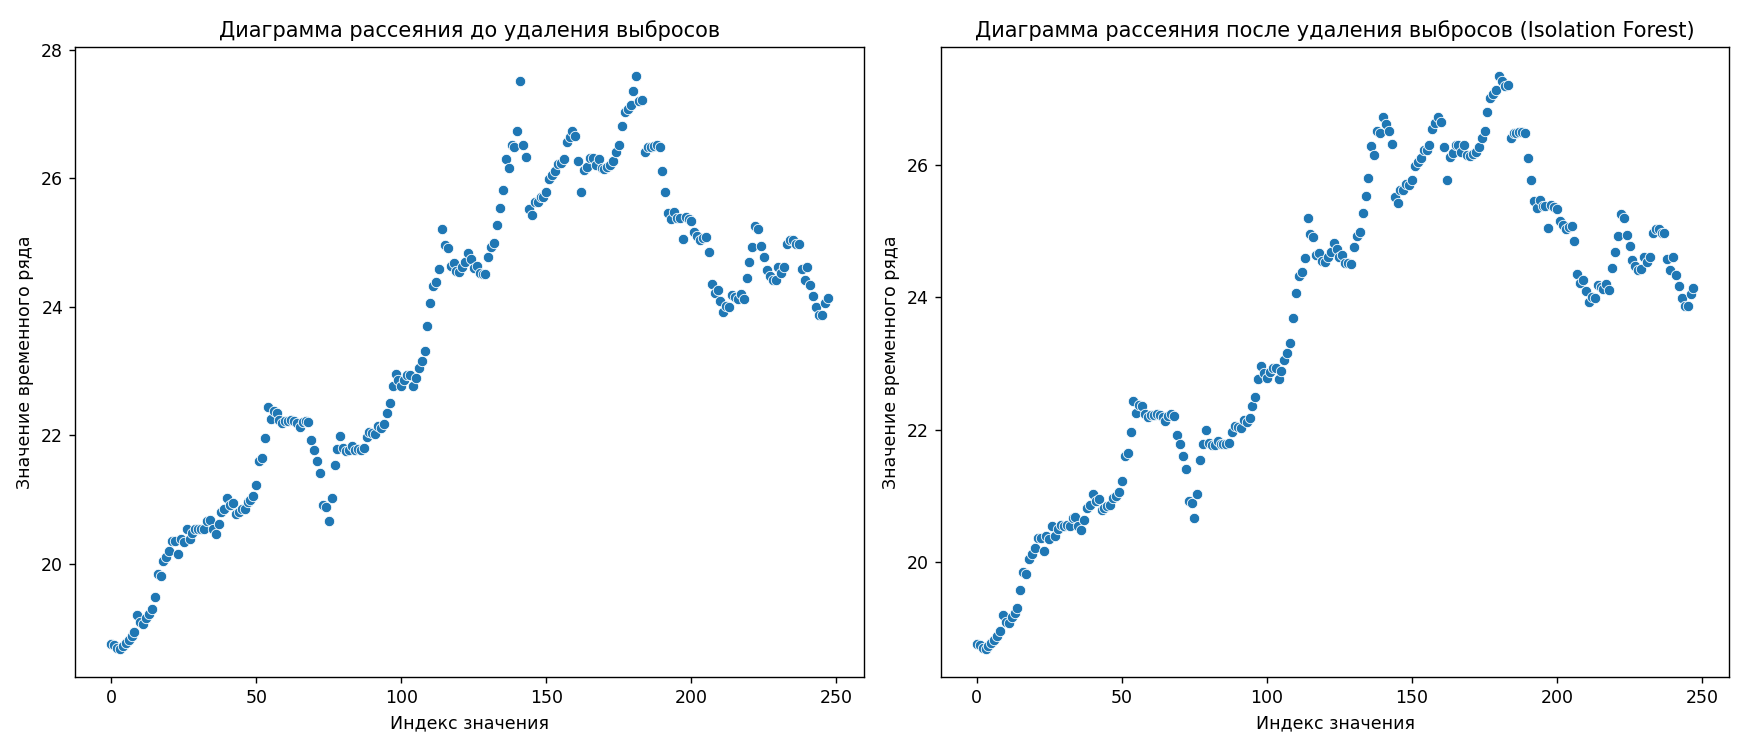 Диаграмма рассеяния до удаления выбросов
28
26
24
22
20
Значение временного ряда
0 50 100 150 200 250
Индекс значения
Диаграмма рассеяния после удаления выбросов (Isolation Forest)
26
24
22
20
Значение временного ряда
0 50 100 150 200 250
Индекс значения